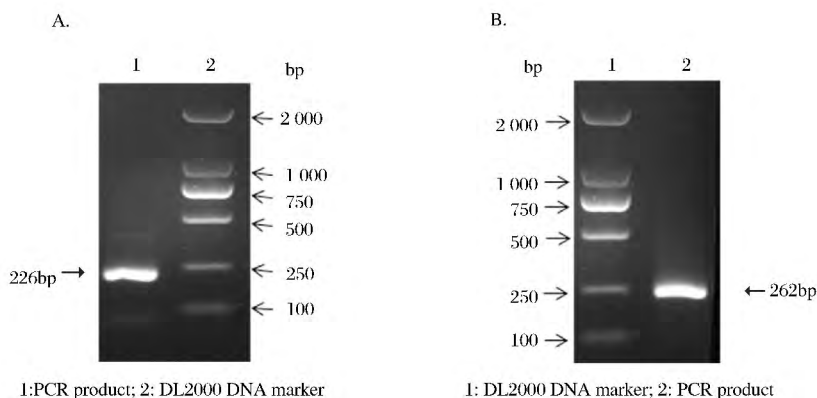 A.
1 2 bp
2 000
1 000
750
500
250
100
226bp
1:PCR product; 2: DL2000 DNA marker
B.
bp 1 2
2 000
1 000
750
500
250
100
262bp
1: DL2000 DNA marker; 2: PCR product